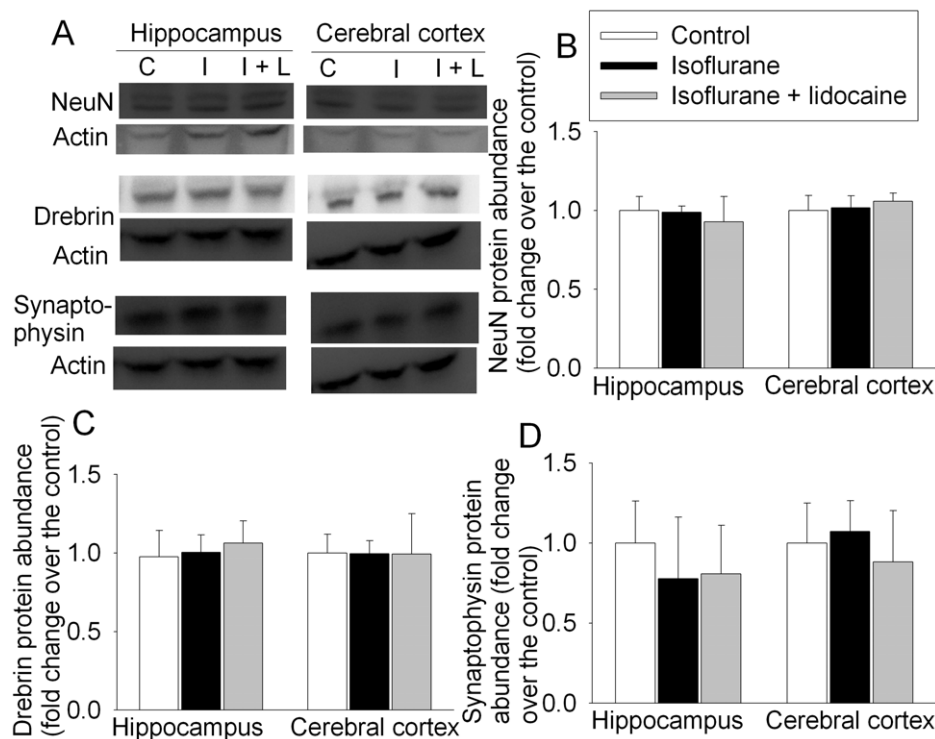 A
Hippocampus
Cerebral cortex
C I I + L
C I I + L
NeuN
Actin
Drebrin
Actin
Synapto-
physin
Actin
B
Control
Isoflurane
Isoflurane + lidocaine
NeuN protein abundance
(fold change over the control)
1.5
1.0
0.5
0.0
Hippocampus
Cerebral cortex
C
Drebrin protein abundance
(fold change over the control)
1.5
1.0
0.5
0.0
Hippocampus
Cerebral cortex
D
Synaptophysin protein
abundance (fold change
over the control)
1.5
1.0
0.5
0.0
Hippocampus
Cerebral cortex